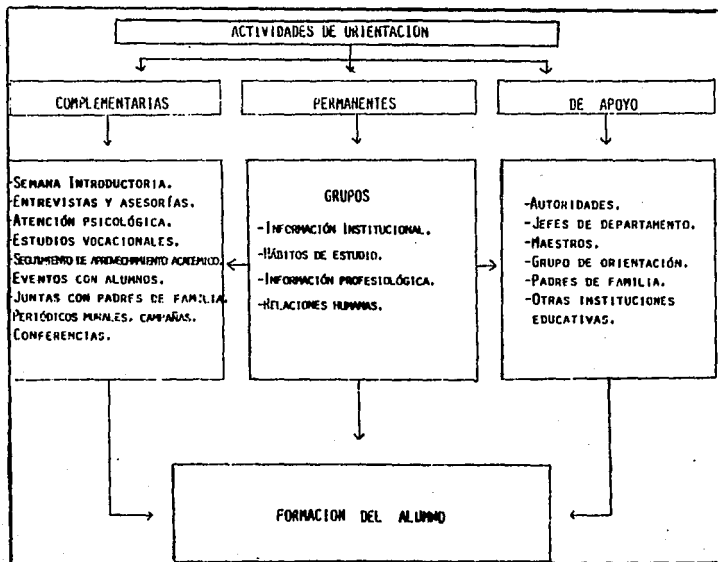 ACTIVIDADES DE ORIENTACION
COMPLEMENTARIAS
PERMANENTES
DE APOYO
-SEMANA INTRODUCTORIA.
-ENTREVISTAS Y ASESORÍAS.
-ATENCIÓN PSICOLÓGICA.
-ESTUDIOS VOCACIONALES.
-SEGUIMIENTO DE APROVECHAMIENTO ACADÉMICO.
-EVENTOS CON ALUMNOS.
-JUNTAS CON PADRES DE FAMILIA.
-PERIÓDICOS MURALES, CAMPAÑAS.
-CONFERENCIAS.
GRUPOS
-INFORMACIÓN INSTITUCIONAL.
-HÁBITOS DE ESTUDIO.
-INFORMACIÓN PROFESIOLÓGICA.
-RELACIONES HUMANAS.
-AUTORIDADES.
-JEFES DE DEPARTAMENTO.
-MAESTROS.
-GRUPO DE ORIENTACIÓN.
-PADRES DE FAMILIA.
-OTRAS INSTITUCIONES
EDUCATIVAS.
FORMACION DEL ALUMNO